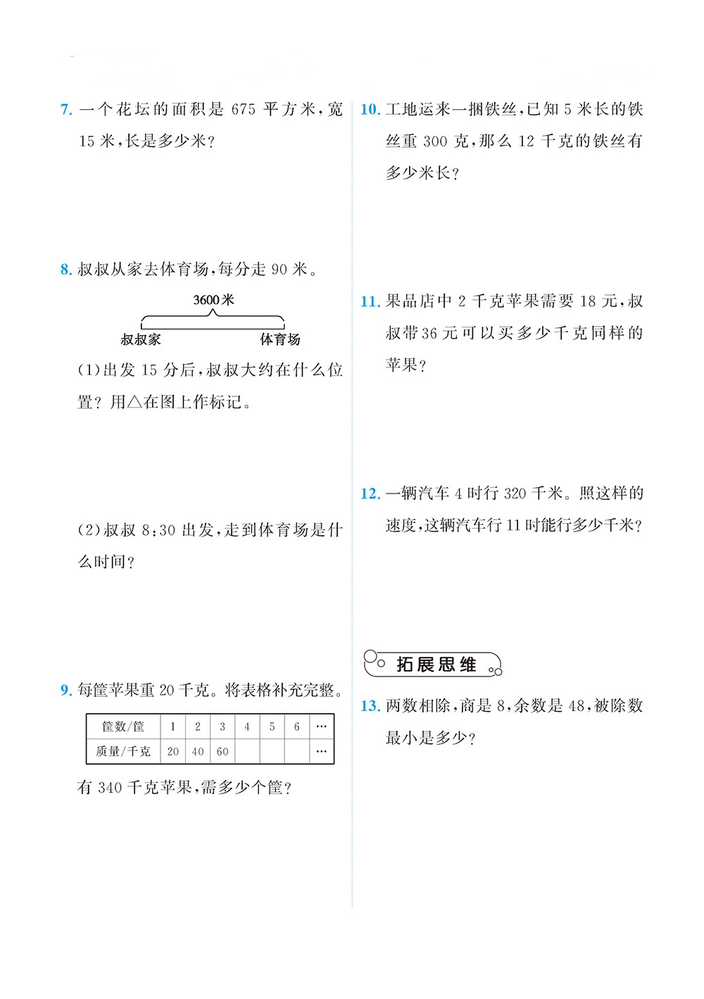 7. 一个花坛的面积是 675 平方米,宽
15 米,长是多少米?
8. 叔叔从家去体育场,每分走 90 米。
3600米
叔叔家 体育场
(1)出发 15 分后,叔叔大约在什么位
置? 用△在图上作标记。
(2)叔叔 8:30 出发,走到体育场是什
么时间?
9. 每筐苹果重 20 千克。将表格补充完整。
筐数/筐 1 2 3 4 5 6 …
质量/千克 20 40 60 …
有 340 千克苹果,需多少个筐?
10. 工地运来一捆铁丝,已知 5 米长的铁
丝重 300 克,那么 12 千克的铁丝有
多少米长?
11. 果品店中 2 千克苹果需要 18 元,叔
叔带36元可以买多少千克同样的
苹果?
12. 一辆汽车 4 时行 320 千米。照这样的
速度,这辆汽车行 11 时能行多少千米?
拓展思维
13. 两数相除,商是 8,余数是 48,被除数
最小是多少?